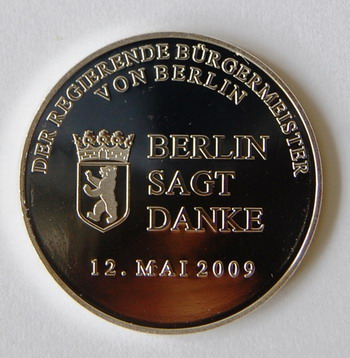 DER REGIERENDE BÜRGERMEISTER
VON BERLIN
BERLIN
SAGT
DANKE
12. MAI 2009